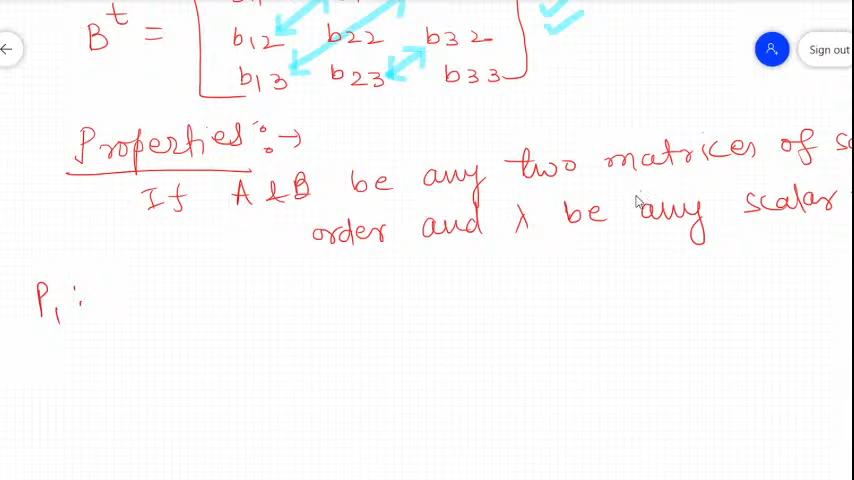 Sign out
B^t =
b12 b22 b32
b13 b23 b33
Properties :→
If A & B be any two matrices of
order and λ be any scalar
P1 :